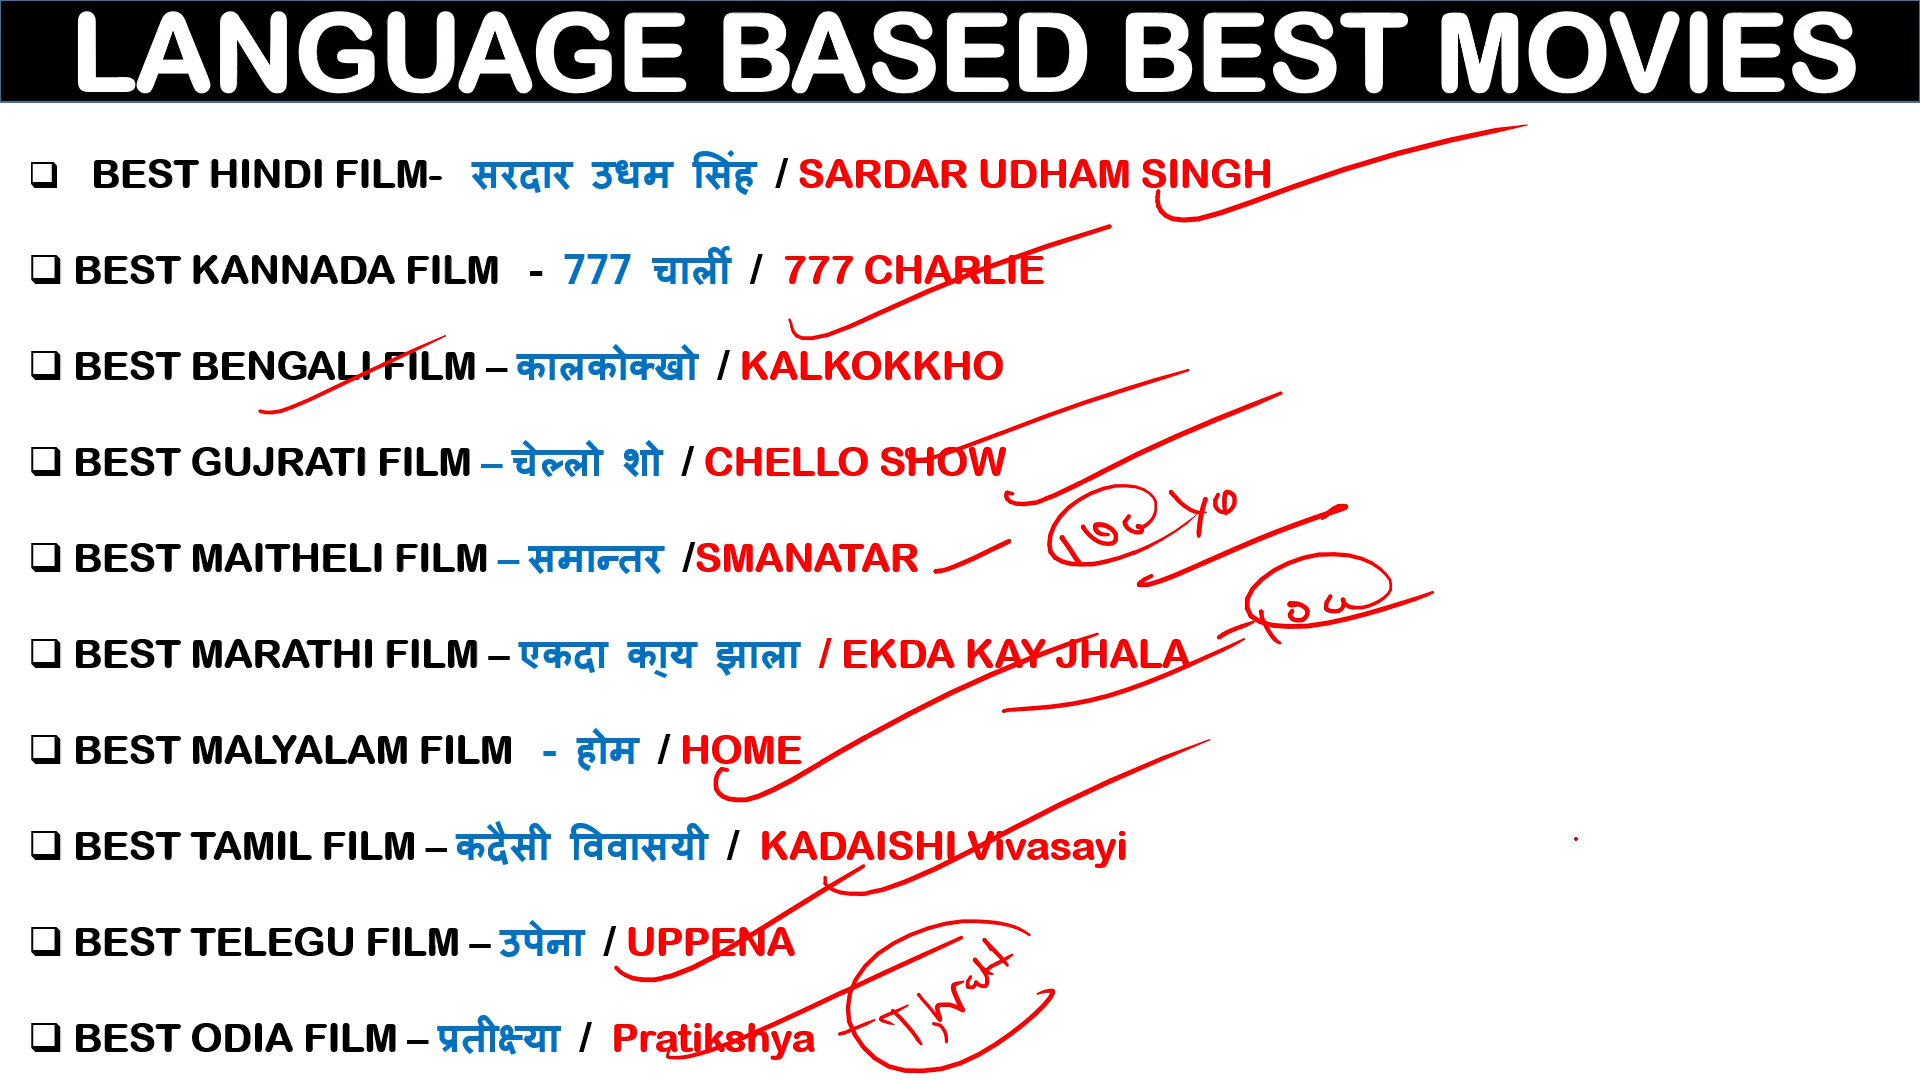 LANGUAGE BASED BEST MOVIES
BEST HINDI FILM- सरदार उधम सिंह / SARDAR UDHAM SINGH
BEST KANNADA FILM - 777 चार्ली / 777 CHARLIE
BEST BENGALI FILM – कालकोक्खो / KALKOKKHO
BEST GUJRATI FILM – चेल्लो शो / CHELLO SHOW
BEST MAITHELI FILM – समान्तर /SMANATAR
BEST MARATHI FILM – एकदा का्य झाला / EKDA KAY JHALA
BEST MALYALAM FILM - होम / HOME
BEST TAMIL FILM – कदैसी विवासयी / KADAISHI Vivasayi
BEST TELEGU FILM – उपेना / UPPENA
BEST ODIA FILM – प्रतीक्ष्या / Pratikshya